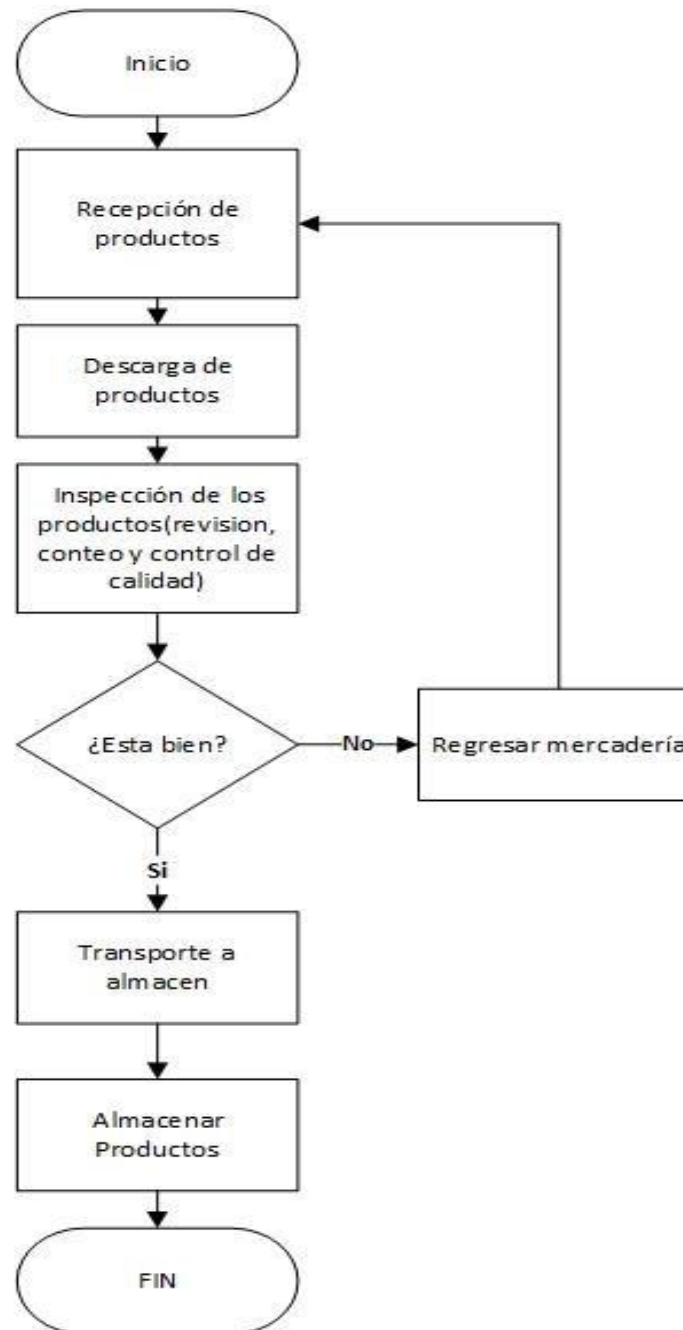 Inicio
Recepción de
productos
Descarga de
productos
Inspección de los
productos(revision,
conteo y control de
calidad)
¿Esta bien?
No
Regresar mercadería
Si
Transporte a
almacen
Almacenar
Productos
FIN